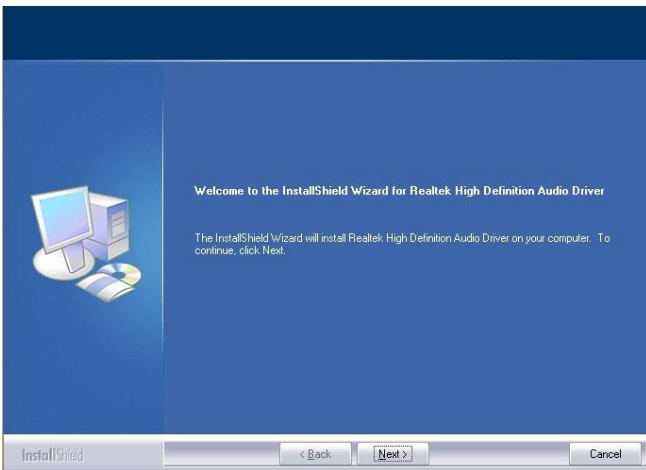 Welcome to the InstallShield Wizard for Realtek High Definition Audio Driver
The InstallShield Wizard will install Realtek High Definition Audio Driver on your computer. To
continue, click Next.
InstallShield
< Back
Next >
Cancel